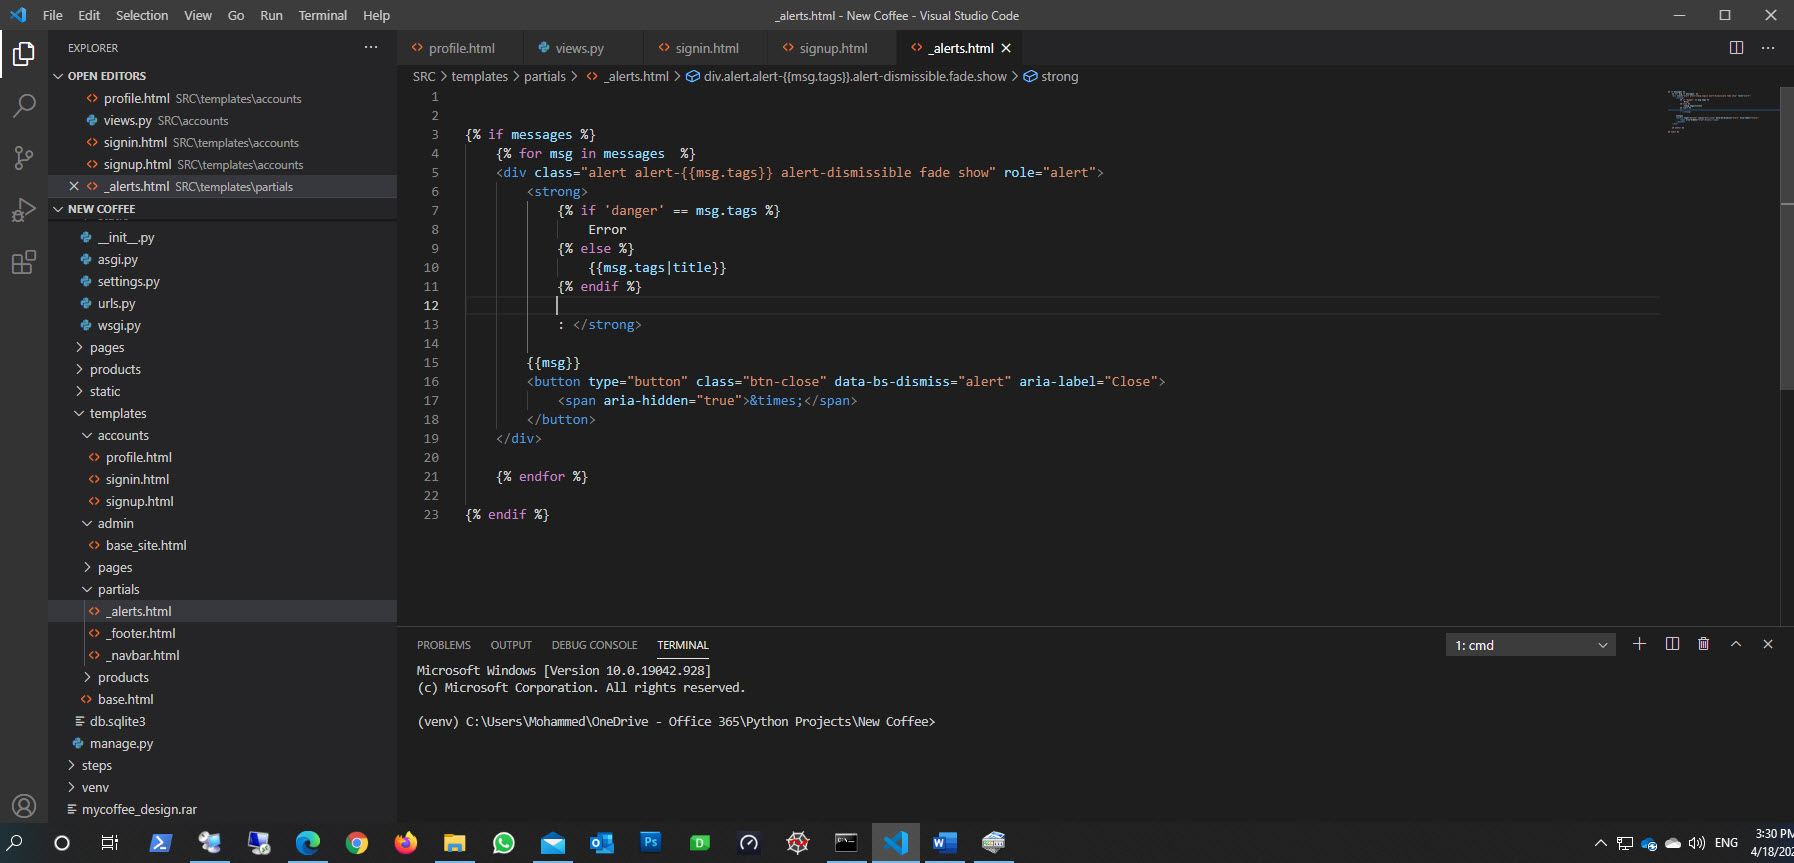 File Edit Selection View Go Run Terminal Help
_alerts.html - New Coffee - Visual Studio Code
EXPLORER
OPEN EDITORS
profile.html SRC\templates\accounts
views.py SRC\accounts
signin.html SRC\templates\accounts
signup.html SRC\templates\accounts
_alerts.html SRC\templates\partials
NEW COFFEE
__init__.py
asgi.py
settings.py
urls.py
wsgi.py
pages
products
static
templates
accounts
profile.html
signin.html
signup.html
admin
base_site.html
pages
partials
_alerts.html
_footer.html
_navbar.html
products
base.html
db.sqlite3
manage.py
steps
venv
mycoffee_design.rar
profile.html views.py signin.html signup.html _alerts.html
SRC > templates > partials > _alerts.html > div.alert.alert-{{msg.tags}}.alert-dismissible.fade.show > strong
1
2
3 {% if messages %}
4 {% for msg in messages  %}
5 <div class="alert alert-{{msg.tags}} alert-dismissible fade show" role="alert">
6 <strong>
7 {% if 'danger' == msg.tags %}
8 Error
9 {% else %}
10 {{msg.tags|title}}
11 {% endif %}
12
13 : </strong>
14
15 {{msg}}
16 <button type="button" class="btn-close" data-bs-dismiss="alert" aria-label="Close">
17 <span aria-hidden="true">&times;</span>
18 </button>
19 </div>
20
21 {% endfor %}
22
23 {% endif %}
PROBLEMS OUTPUT DEBUG CONSOLE TERMINAL
1: cmd
Microsoft Windows [Version 10.0.19042.928]
(c) Microsoft Corporation. All rights reserved.
(venv) C:\Users\Mohammed\OneDrive - Office 365\Python Projects\New Coffee>
Ps
D
W
ENG
3:30 PM
4/18/202